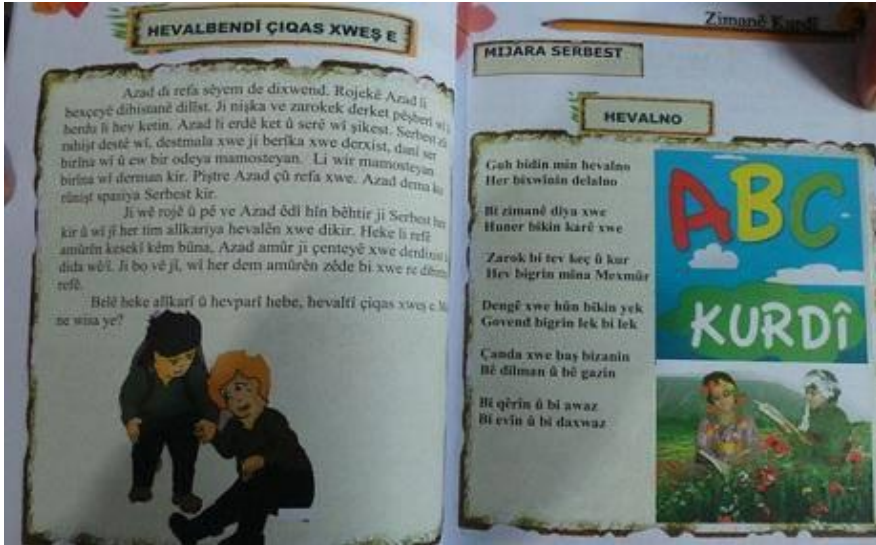 HEVALBENDÎ ÇIQAS XWEŞ E
Azad di refa sêyem de dixwend. Rojekê Azad li
bexçeyê dibistanê dilîst. Ji nişka ve zarokek derket pêşberî
herdu li hev ketin. Azad li erdê ket û serê wî şikest. Serbest
rahişt destê wî, destmala xwe ji berîka xwe derxist, danî ser
birîna wî û ew bir odeya mamosteyan. Li wir mamosteyan
birîna wî derman kir. Piştre Azad çû refa xwe. Azad dema
rûnişt spasiya Serbest kir.
Ji wê rojê û pê ve Azad êdî hîn bêhtir ji Serbest hez
kir û wî jî her tim alîkariya hevalên xwe dikir. Heke li refê
amûrên kesekî kêm bûna, Azad amûr ji çenteyê xwe
dida wê/î. Ji bo vê jî, wî her dem amûrên zêde bi xwe re
refê.
Belê heke alîkarî û hevparî hebe, hevaltî çiqas xweş e.
ne wisa ye?
Zimanê Kurdî
MIJARA SERBEST
HEVALNO
Guh bidin min hevalno
Her bixwînin delalno
Bi zimanê diya xwe
Huner bikin karê xwe
Zarok bi tev keç û kur
Hev bigrin mîna Mexmûr
Dengê xwe hûn bikin yek
Govend bigrin lek bi lek
Çanda xwe baş bizanin
Bê dilman û bê gazin
Bi qêrîn û bi awaz
Bi evîn û bi daxwaz
ABC
KURDÎ